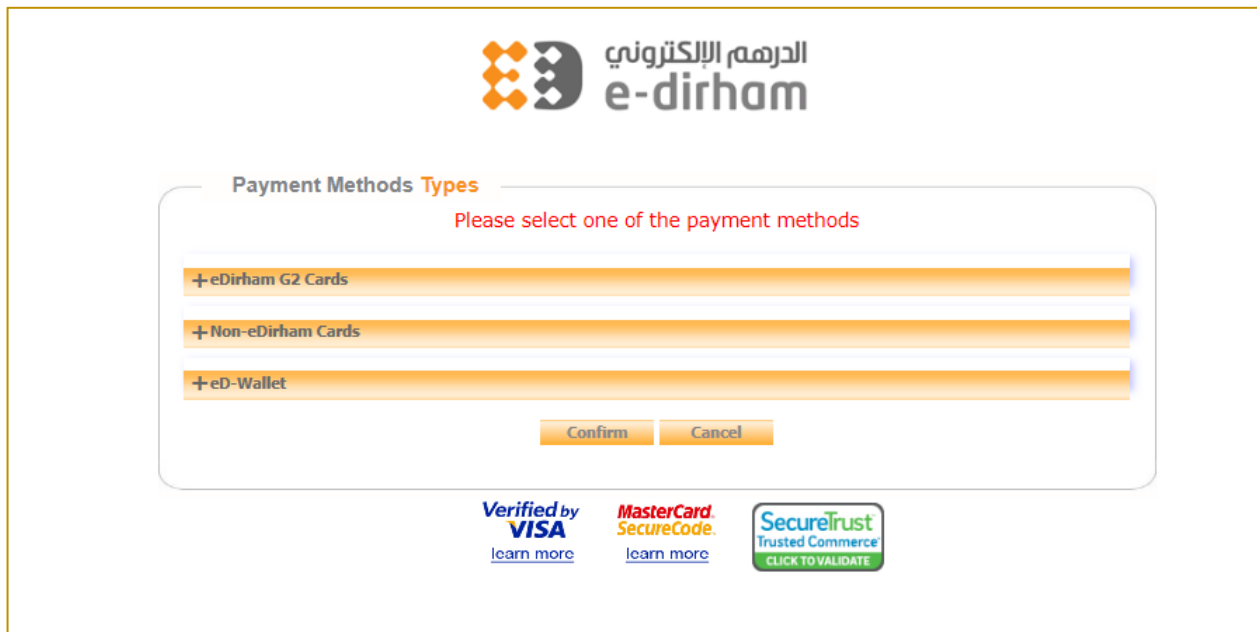 الدرهم الإلكتروني
e-dirham
Payment Methods Types
Please select one of the payment methods
+eDirham G2 Cards
+Non-eDirham Cards
+eD-Wallet
Confirm Cancel
Verified by
VISA
learn more
MasterCard.
SecureCode.
learn more
SecureTrust
Trusted Commerce
CLICK TO VALIDATE